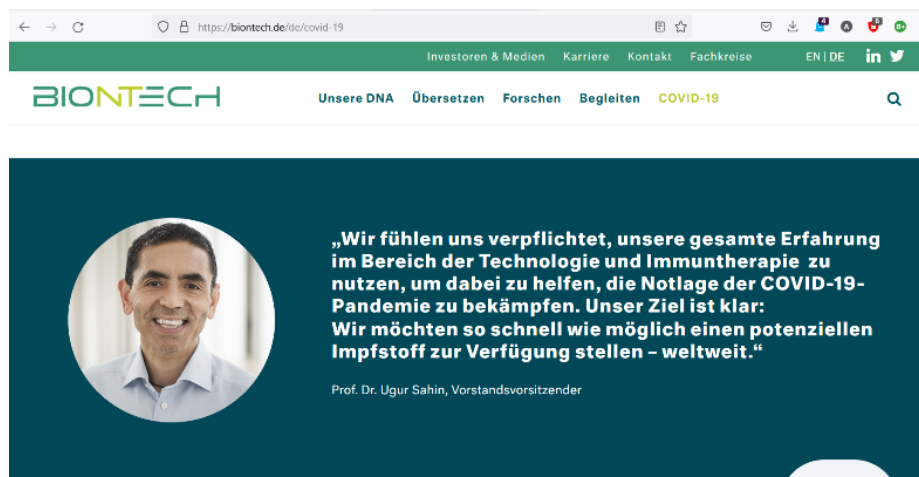 https://biontech.de/de/covid-19
Investoren & Medien Karriere Kontakt Fachkreise EN | DE in
BIONTECH Unsere DNA Übersetzen Forschen Begleiten COVID-19
„Wir fühlen uns verpflichtet, unsere gesamte Erfahrung
im Bereich der Technologie und Immuntherapie zu
nutzen, um dabei zu helfen, die Notlage der COVID-19-
Pandemie zu bekämpfen. Unser Ziel ist klar:
Wir möchten so schnell wie möglich einen potenziellen
Impfstoff zur Verfügung stellen – weltweit.“
Prof. Dr. Ugur Sahin, Vorstandsvorsitzender